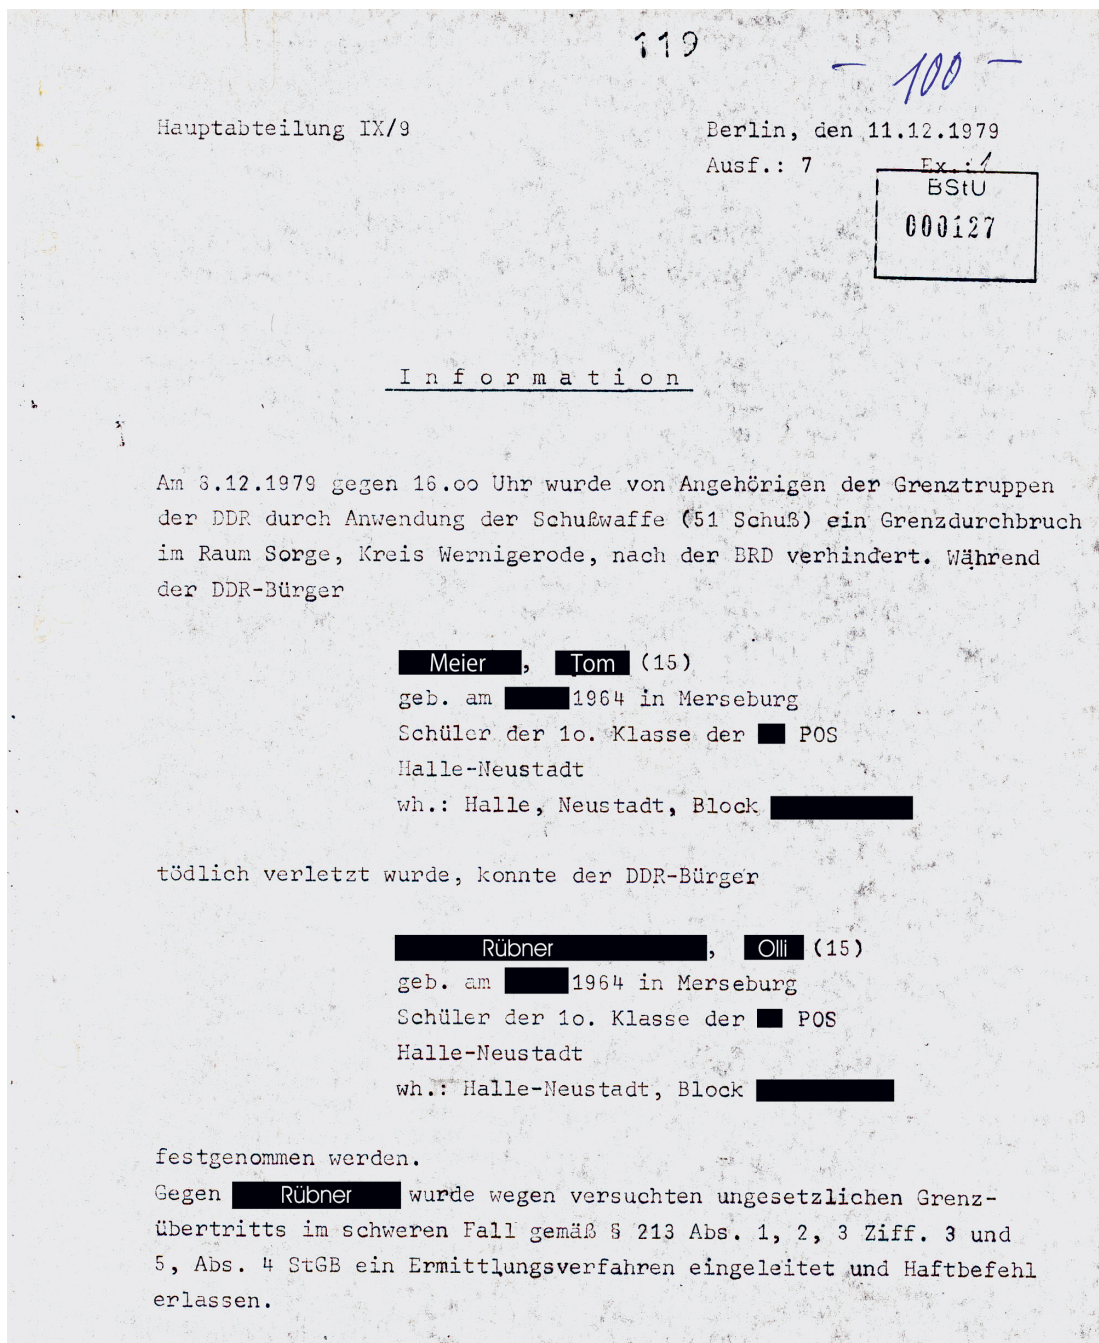 119
- 100 -
Hauptabteilung IX/9
Berlin, den 11.12.1979
Ausf.: 7 Ex.: 1
BStU
000127
Information
Am 8.12.1979 gegen 16.oo Uhr wurde von Angehörigen der Grenztruppen
der DDR durch Anwendung der Schußwaffe (51 Schuß) ein Grenzdurchbruch
im Raum Sorge, Kreis Wernigerode, nach der BRD verhindert. Während
der DDR-Bürger
Meier, Tom (15)
geb. am 1964 in Merseburg
Schüler der 1o. Klasse der POS
Halle-Neustadt
wh.: Halle, Neustadt, Block
tödlich verletzt wurde, konnte der DDR-Bürger
Rübner, Olli (15)
geb. am 1964 in Merseburg
Schüler der 1o. Klasse der POS
Halle-Neustadt
wh.: Halle-Neustadt, Block
festgenommen werden.
Gegen Rübner wurde wegen versuchten ungesetzlichen Grenz-
übertritts im schweren Fall gemäß § 213 Abs. 1, 2, 3 Ziff. 3 und
5, Abs. 4 StGB ein Ermittlungsverfahren eingeleitet und Haftbefehl
erlassen.